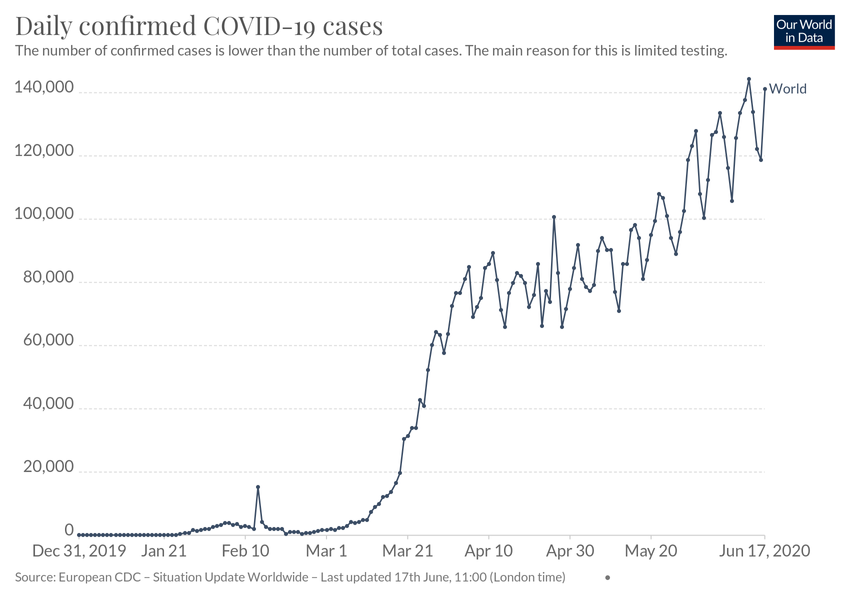 Daily confirmed COVID-19 cases
Our World
in Data
The number of confirmed cases is lower than the number of total cases. The main reason for this is limited testing.
140,000
World
120,000
100,000
80,000
60,000
40,000
20,000
0
Dec 31, 2019 Jan 21 Feb 10 Mar 1 Mar 21 Apr 10 Apr 30 May 20 Jun 17, 2020
Source: European CDC – Situation Update Worldwide – Last updated 17th June, 11:00 (London time)